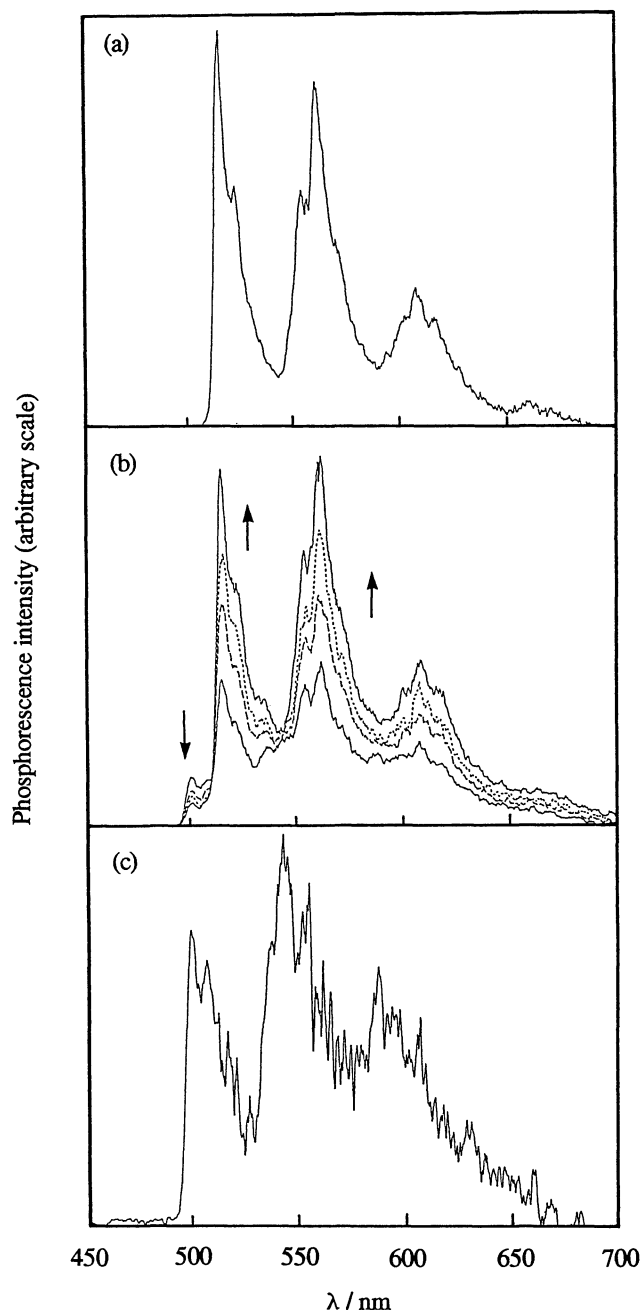 (a)
(b)
(c)
Phosphorescence intensity (arbitrary scale)
450 500 550 600 650 700
λ / nm